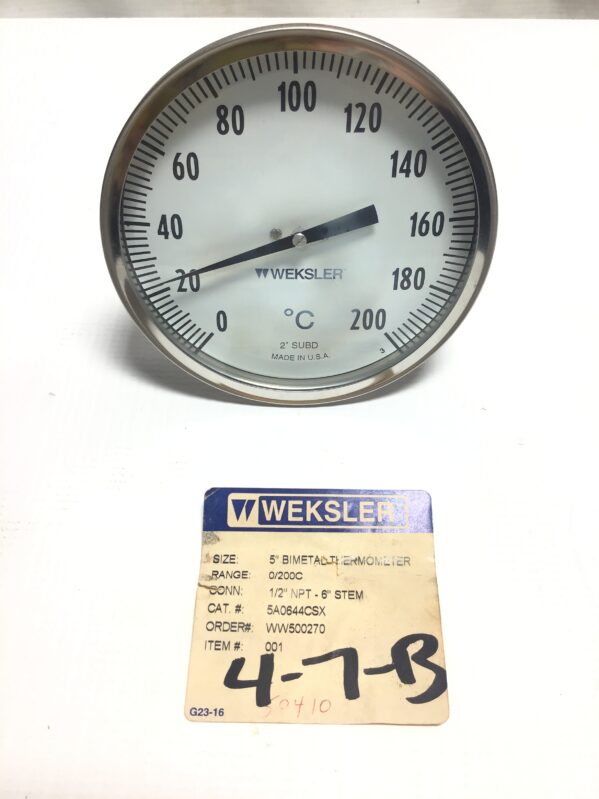 100
80 120
60 140
40 160
20 180
0 200
WEKSLER
°C
2° SUBD
MADE IN U.S.A.
3
WEKSLER
SIZE: 5" BIMETAL THERMOMETER
RANGE: 0/200C
CONN: 1/2" NPT - 6" STEM
CAT. #: 5A0644CSX
ORDER#: WW500270
ITEM #: 001
4-7-B
50410
G23-16